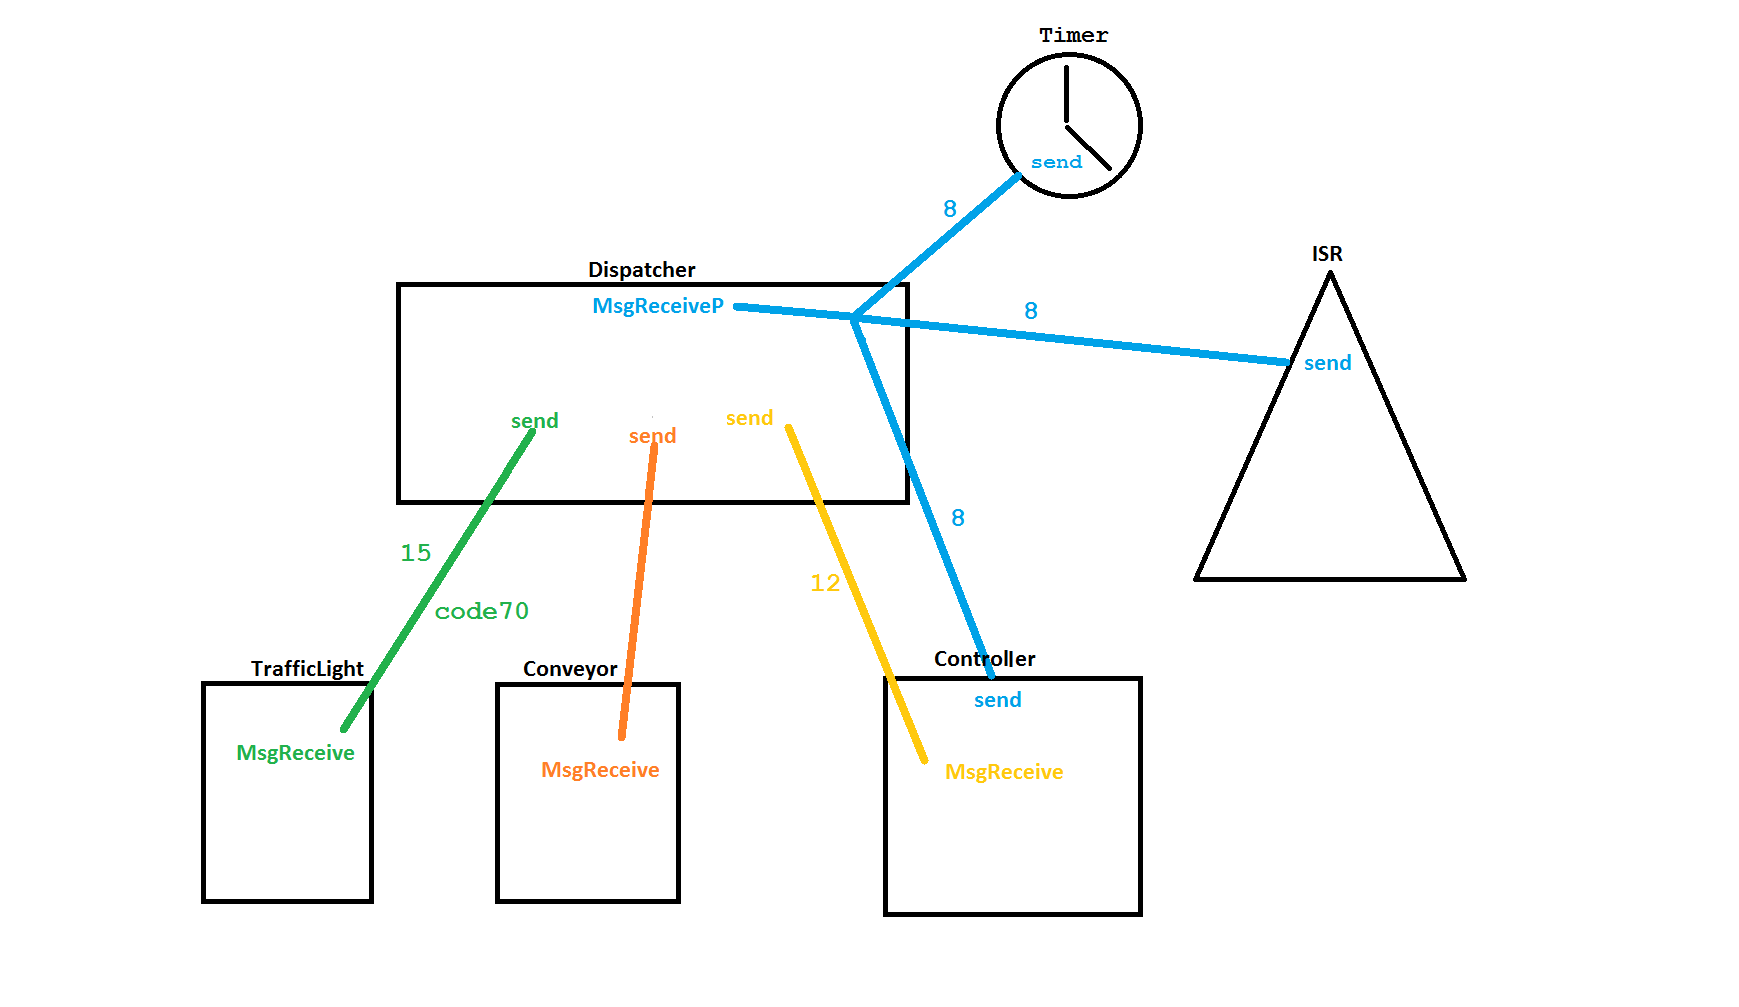 Timer
send
8
ISR
Dispatcher
MsgReceiveP
8
send
send
send
send
8
15
12
code70
TrafficLight
Conveyor
Controller
send
MsgReceive
MsgReceive
MsgReceive